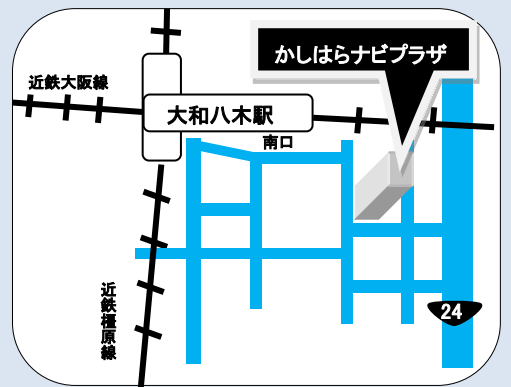 かしはらナビプラザ
近鉄大阪線
大和八木駅
南口
近鉄橿原線
24